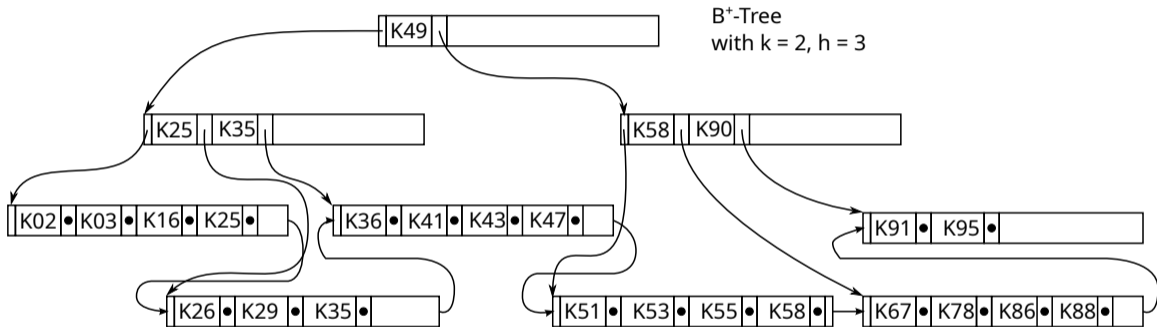 K49
B⁺-Tree
with k = 2, h = 3
K25 K35
K58 K90
K02 K03 K16 K25
K36 K41 K43 K47
K91 K95
K26 K29 K35
K51 K53 K55 K58
K67 K78 K86 K88